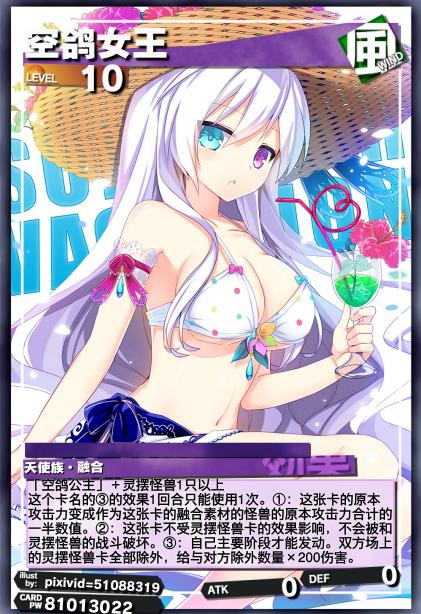 空鸽女王
風
WIND
LEVEL 10
天使族・融合
「空鸽公主」＋灵摆怪兽1只以上
这个卡名的③的效果1回合只能使用1次。①：这张卡的原本
攻击力变成作为这张卡的融合素材的怪兽的原本攻击力合计的
一半数值。②：这张卡不受灵摆怪兽卡的效果影响，不会被和
灵摆怪兽的战斗破坏。③：自己主要阶段才能发动。双方场上
的灵摆怪兽卡全部除外，给与对方除外数量×200伤害。
illust by: pixivid=51088319
ATK 0 DEF 0
CARD PW 81013022